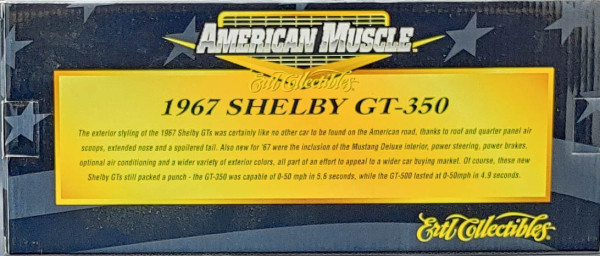 AMERICAN MUSCLE
Ertl Collectibles
1967 SHELBY GT-350
The exterior styling of the 1967 Shelby GTs was certainly like no other car to be found on the American road, thanks to root and quarter panel air
scoops, extended nose and a spoilered tail. Also new for '67 were the inclusion of the Mustang Deluxe interior, power steering, power brakes,
optional air conditioning and a wider variety of exterior colors, all part of an effort to appeal to a wider car buying market. Of course, these new
Shelby GTs still packed a punch - the GT-350 was capable of 0-50 mph in 5.6 seconds, while the GT-500 tested at 0-50mph in 4.9 seconds.
Ertl Collectibles